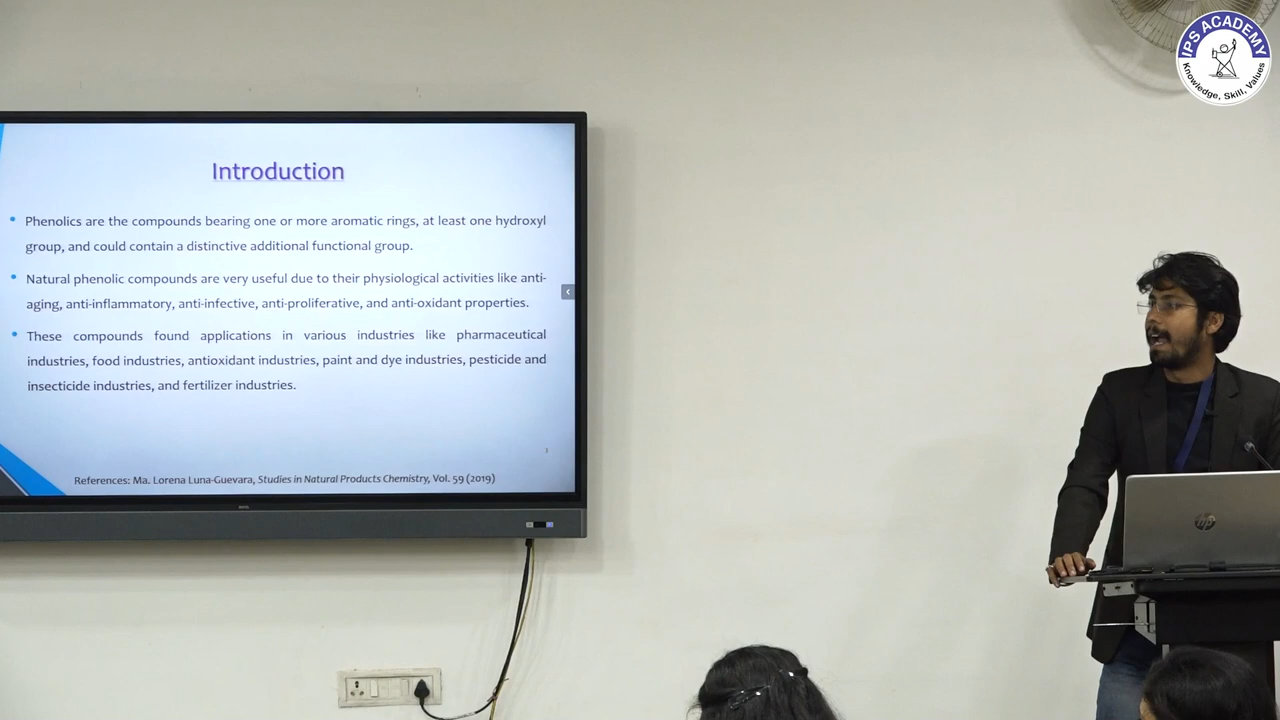 IPS ACADEMY
Knowledge, Skill, Values
Introduction
Phenolics are the compounds bearing one or more aromatic rings, at least one hydroxyl
group, and could contain a distinctive additional functional group.
Natural phenolic compounds are very useful due to their physiological activities like anti-
aging, anti-inflammatory, anti-infective, anti-proliferative, and anti-oxidant properties.
These compounds found applications in various industries like pharmaceutical
industries, food industries, antioxidant industries, paint and dye industries, pesticide and
insecticide industries, and fertilizer industries.
References: Ma. Lorena Luna-Guevara, Studies in Natural Products Chemistry, Vol. 59 (2019)
hp